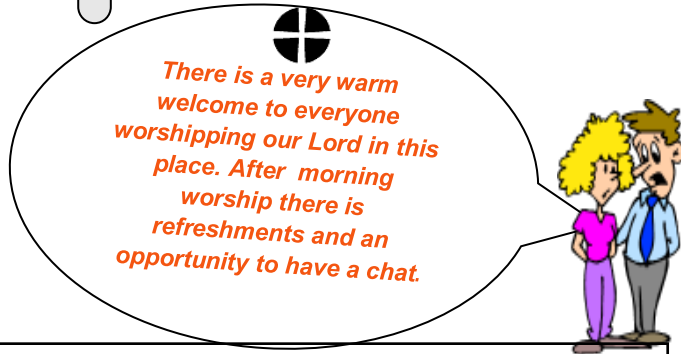 There is a very warm
welcome to everyone
worshipping our Lord in this
place. After  morning
worship there is
refreshments and an
opportunity to have a chat.